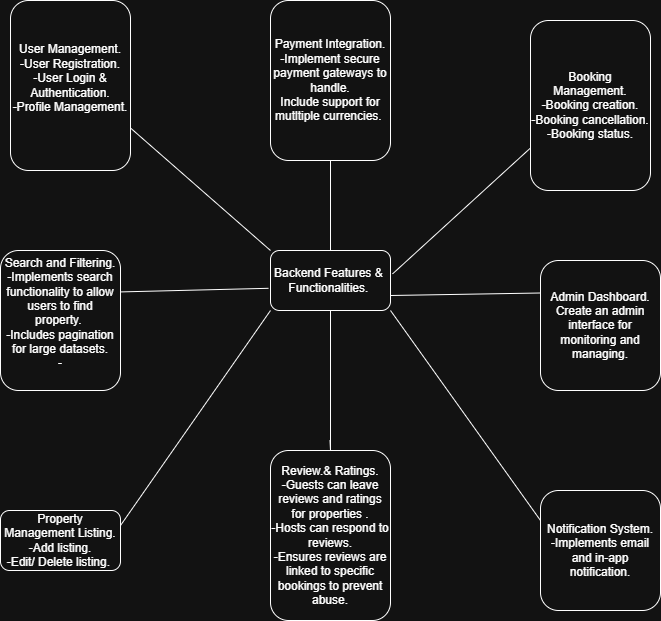 User Management.
-User Registration.
-User Login &
Authentication.
-Profile Management.
Payment Integration.
-Implement secure
payment gateways to
handle.
Include support for
mutltiple currencies.
Booking
Management.
-Booking creation.
-Booking cancellation.
-Booking status.
Search and Filtering.
-Implements search
functionality to allow
users to find
property.
-Includes pagination
for large datasets.
-
Backend Features &
Functionalities.
Admin Dashboard.
Create an admin
interface for
monitoring and
managing.
Property
Management Listing.
-Add listing.
-Edit/ Delete listing.
Review.& Ratings.
-Guests can leave
reviews and ratings
for properties .
-Hosts can respond to
reviews.
-Ensures reviews are
linked to specific
bookings to prevent
abuse.
Notification System.
-Implements email
and in-app
notification.